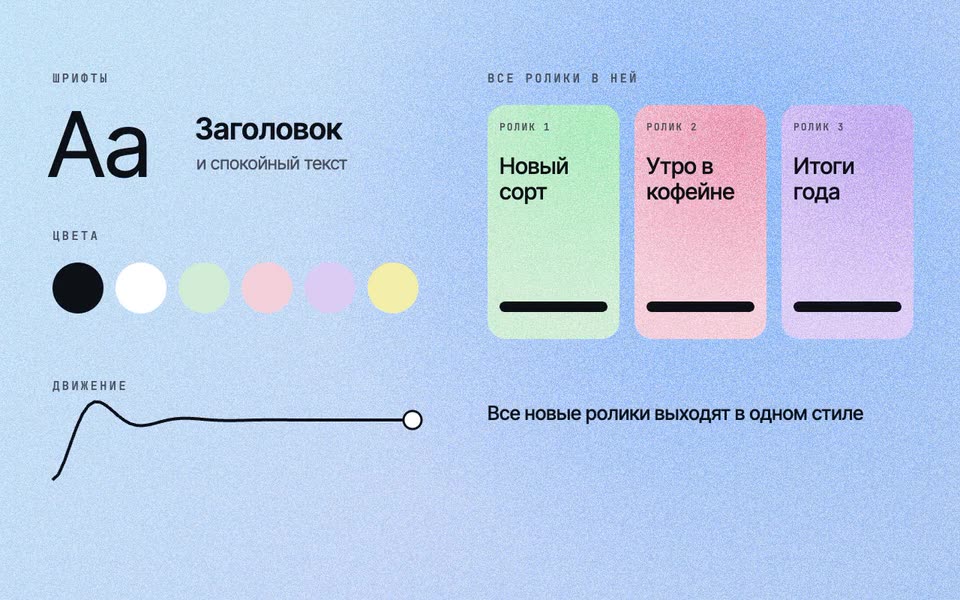 ШРИФТЫ
Aa
Заголовок
и спокойный текст
ЦВЕТА
ДВИЖЕНИЕ
ВСЕ РОЛИКИ В НЕЙ
РОЛИК 1
Новый
сорт
РОЛИК 2
Утро в
кофейне
РОЛИК 3
Итоги
года
Все новые ролики выходят в одном стиле